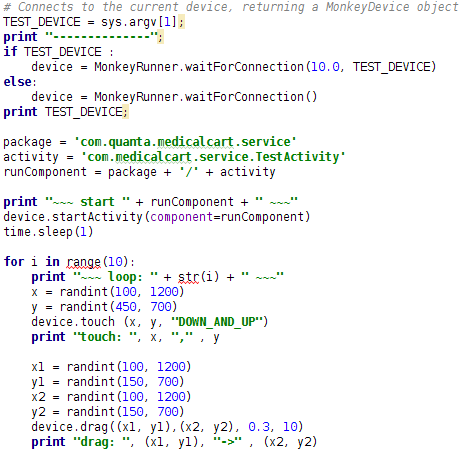 # Connects to the current device, returning a MonkeyDevice object
TEST_DEVICE = sys.argv[1];
print "--------------";
if TEST_DEVICE :
    device = MonkeyRunner.waitForConnection(10.0, TEST_DEVICE)
else:
    device = MonkeyRunner.waitForConnection()
print TEST_DEVICE;

package = 'com.quanta.medicalcart.service'
activity = 'com.medicalcart.service.TestActivity'
runComponent = package + '/' + activity

print "~~~ start " + runComponent + " ~~~"
device.startActivity(component=runComponent)
time.sleep(1)

for i in range(10):
    print "~~~ loop: " + str(i) + " ~~~"
    x = randint(100, 1200)
    y = randint(450, 700)
    device.touch (x, y, "DOWN_AND_UP")
    print "touch: ", x, "," , y

    x1 = randint(100, 1200)
    y1 = randint(150, 700)
    x2 = randint(100, 1200)
    y2 = randint(150, 700)
    device.drag((x1, y1),(x2, y2), 0.3, 10)
    print "drag: ", (x1, y1), "->" , (x2, y2)